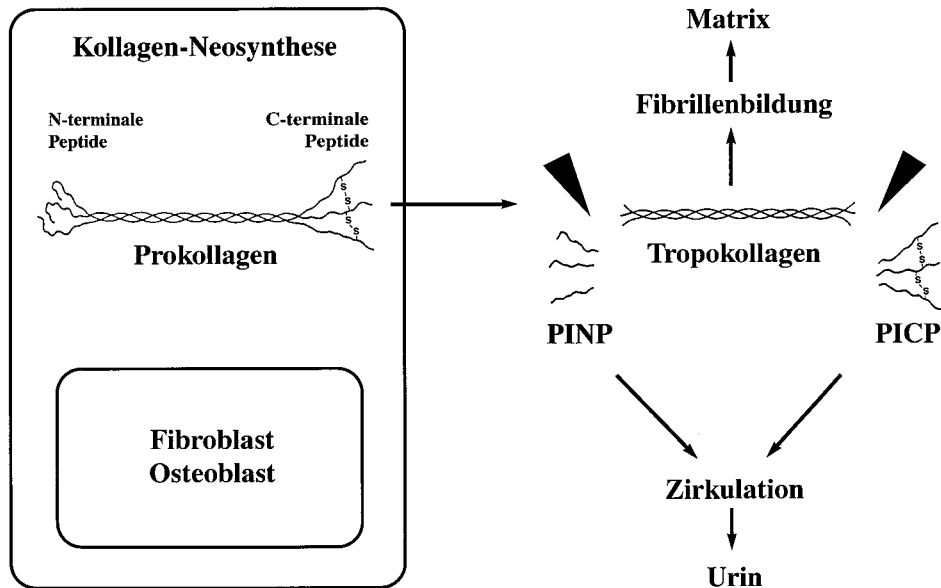 Kollagen-Neosynthese
N-terminale
Peptide
C-terminale
Peptide
S
S
S
S
Prokollagen
Fibroblast
Osteoblast
Matrix
Fibrillenbildung
Tropokollagen
S
S
S
S
PINP
PICP
Zirkulation
Urin